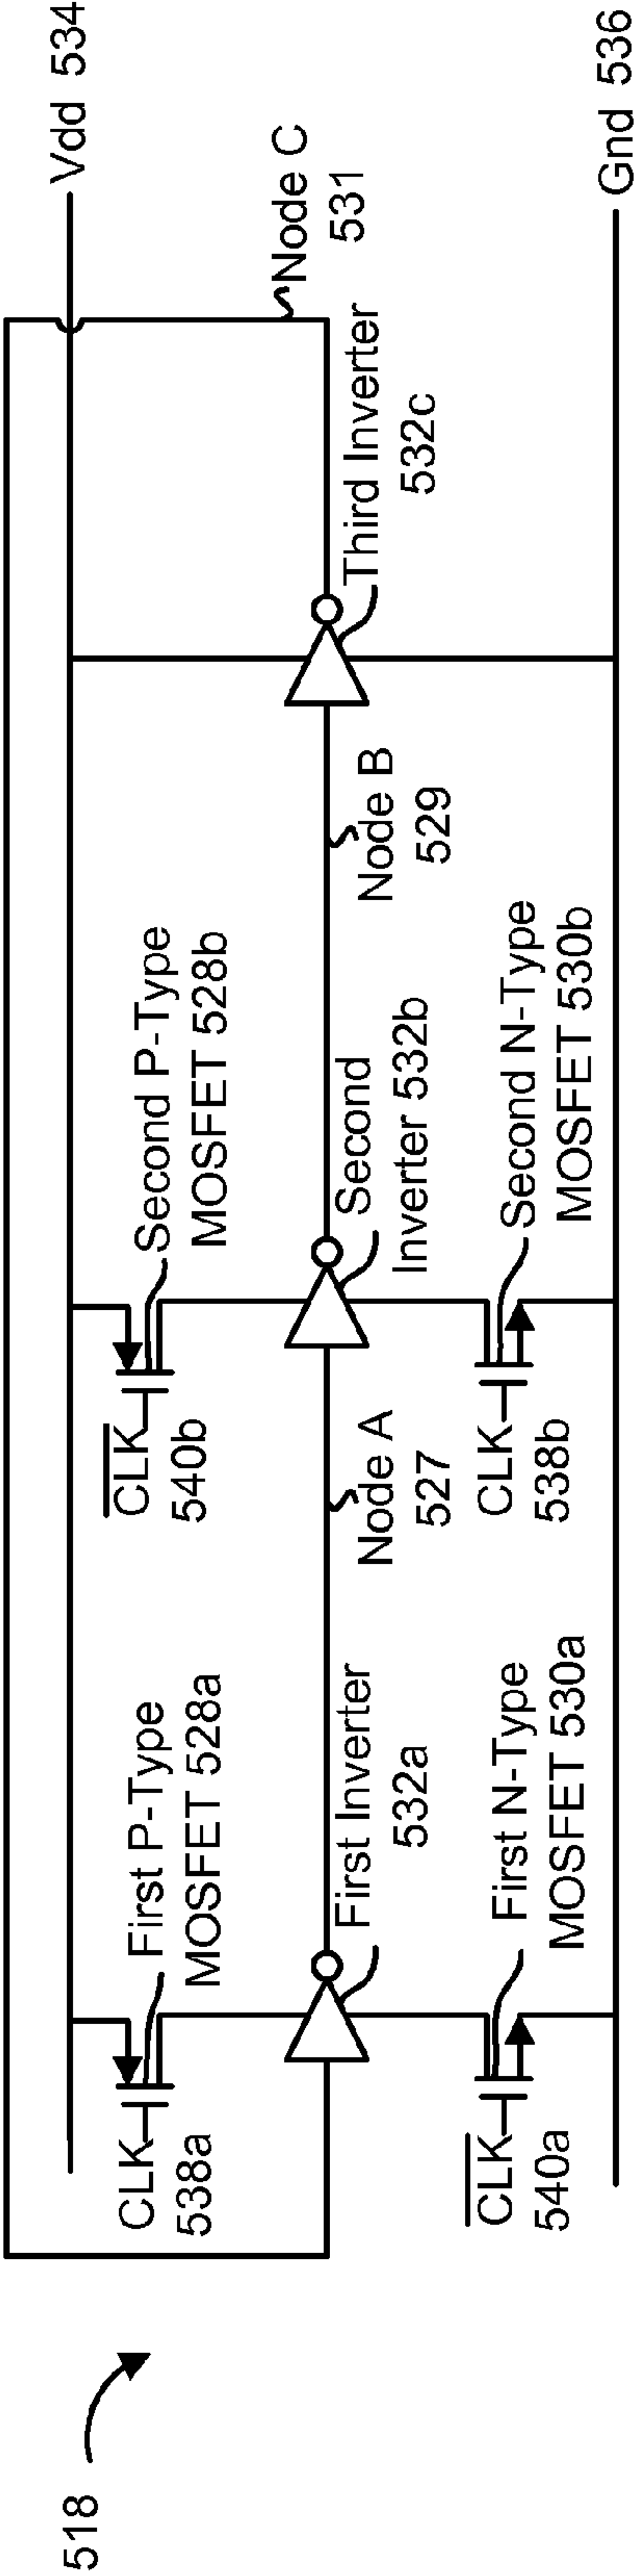 518
Vdd 534
CLK
538a
First P-Type
MOSFET 528a
CLK
540b
Second P-Type
MOSFET 528b
Node C
531
First Inverter
532a
Node A
527
Second
Inverter 532b
Node B
529
Third Inverter
532c
CLK
540a
First N-Type
MOSFET 530a
CLK
538b
Second N-Type
MOSFET 530b
Gnd 536